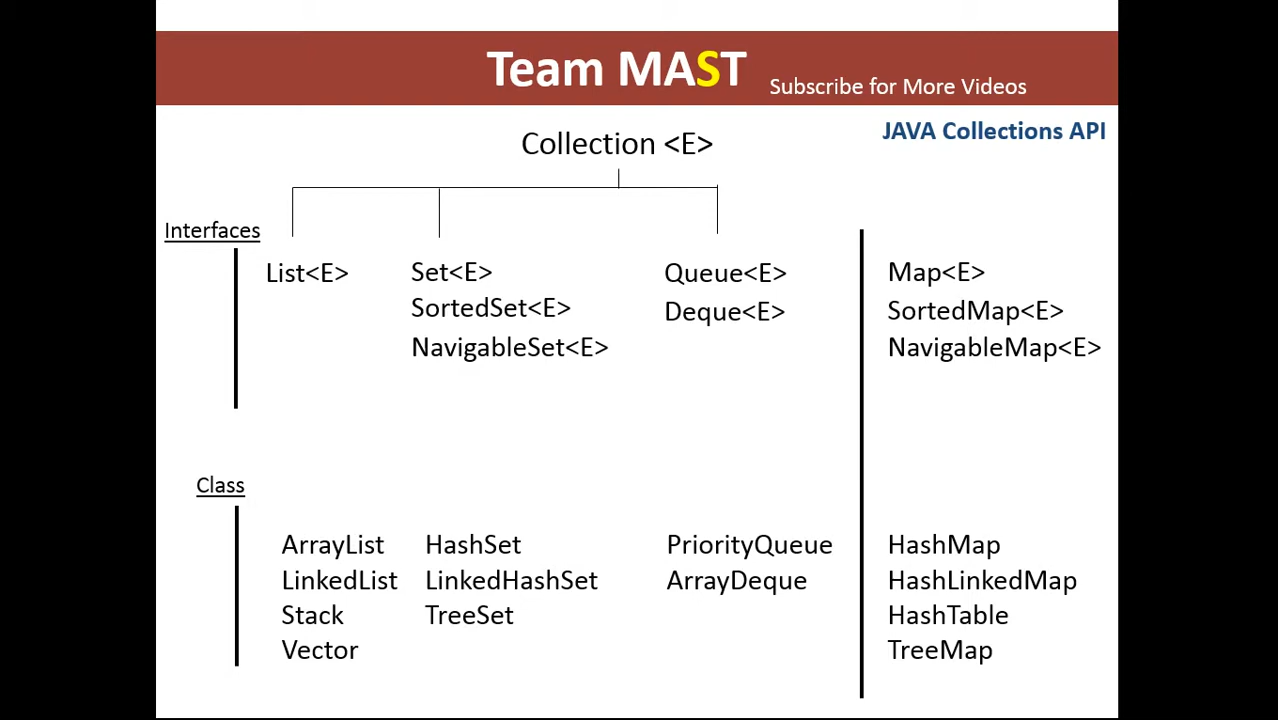 Team MAST
Subscribe for More Videos
JAVA Collections API
Collection <E>
Interfaces
List<E>
Set<E>
SortedSet<E>
NavigableSet<E>
Queue<E>
Deque<E>
Map<E>
SortedMap<E>
NavigableMap<E>
Class
ArrayList
LinkedList
Stack
Vector
HashSet
LinkedHashSet
TreeSet
PriorityQueue
ArrayDeque
HashMap
HashLinkedMap
HashTable
TreeMap